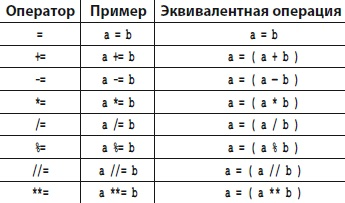 Оператор Пример Эквивалентная операция
= a = b a = b
+= a += b a = ( a + b )
-= a -= b a = ( a – b )
*= a *= b a = ( a * b )
/= a /= b a = ( a / b )
%= a %= b a = ( a % b )
//= a //= b a = ( a // b )
**= a **= b a = ( a ** b )